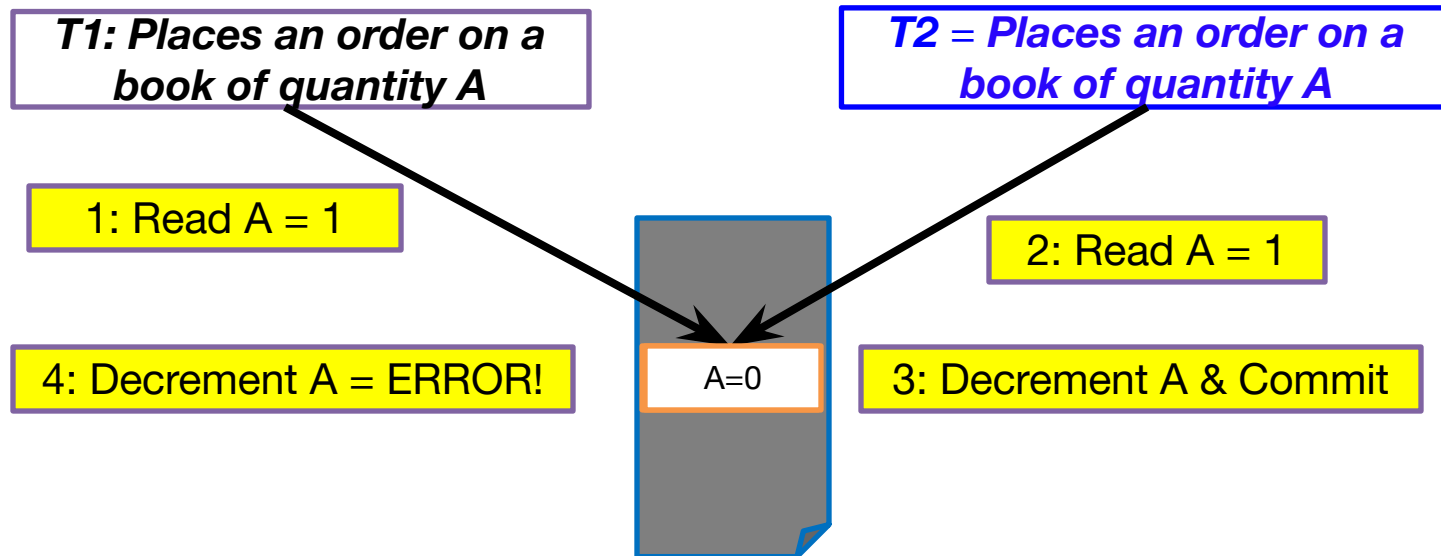 T1: Places an order on a
book of quantity A
T2 = Places an order on a
book of quantity A
1: Read A = 1
2: Read A = 1
4: Decrement A = ERROR!
A=0
3: Decrement A & Commit